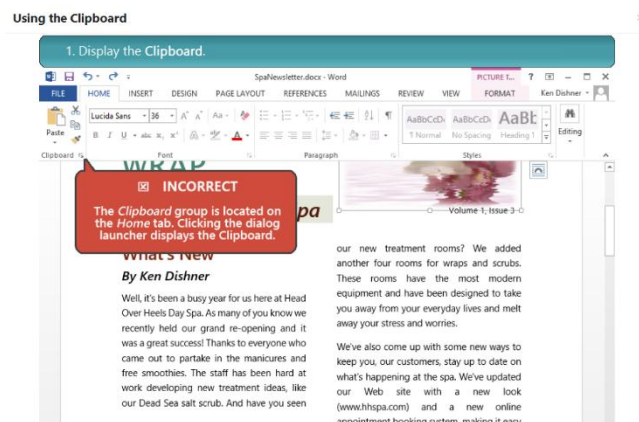 Using the Clipboard
1. Display the Clipboard.
SpaNewsletter.docx - Word
PICTURE T...
?
FILE HOME INSERT DESIGN PAGE LAYOUT REFERENCES MAILINGS REVIEW VIEW FORMAT Ken Dishner
Lucida Sans 36 A A Aa
AaBbCcDc AaBbCcDc AaBb
Paste
B I U abc x₂ x² A A
¶ Normal No Spacing Heading 1
Editing
Clipboard Font Paragraph Styles
WRAP
INCORRECT
The Clipboard group is located on
the Home tab. Clicking the dialog
launcher displays the Clipboard.
pa
Volume 1, Issue 3
What's New
By Ken Dishner
Well, it's been a busy year for us here at Head
Over Heels Day Spa. As many of you know we
recently held our grand re-opening and it
was a great success! Thanks to everyone who
came out to partake in the manicures and
free smoothies. The staff has been hard at
work developing new treatment ideas, like
our Dead Sea salt scrub. And have you seen
our new treatment rooms? We added
another four rooms for wraps and scrubs.
These rooms have the most modern
equipment and have been designed to take
you away from your everyday lives and melt
away your stress and worries.
We've also come up with some new ways to
keep you, our customers, stay up to date on
what's happening at the spa. We've updated
our Web site with a new look
(www.hhspa.com) and a new online
appointment booking system, making it easy